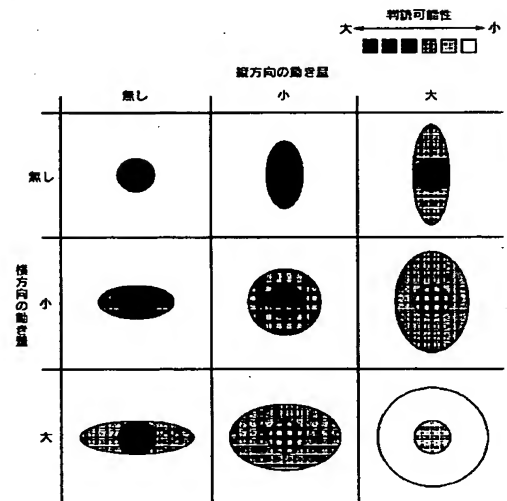 判読可能性
大 小
縦方向の動き量
無し 小 大
無し
横方向の動き量
小
大